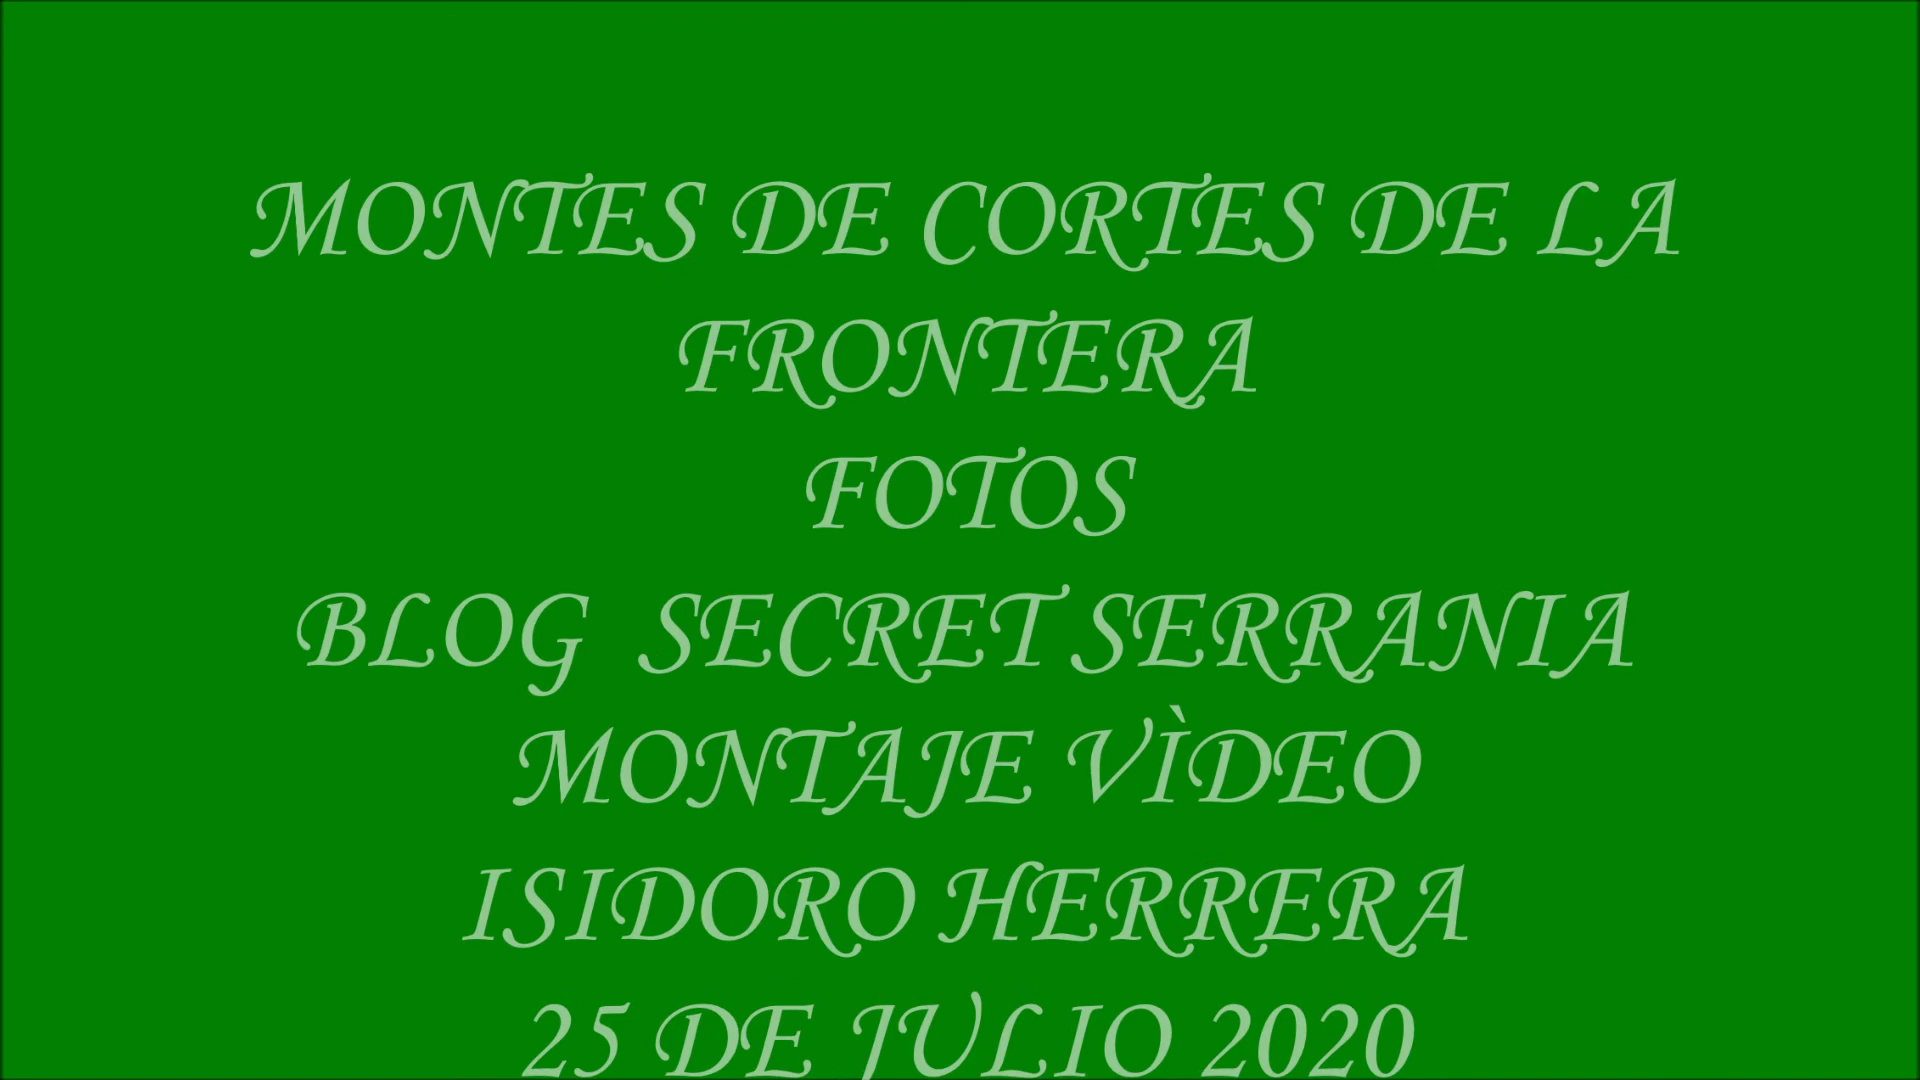 MONTES DE CORTES DE LA
FRONTERA
FOTOS
BLOG  SECRET SERRANIA
MONTAJE VÌDEO
ISIDORO HERRERA
25 DE JULIO 2020